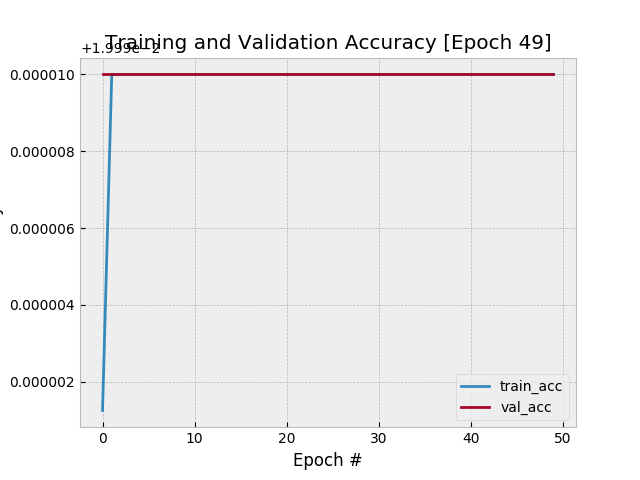 Training and Validation Accuracy [Epoch 49]
+1.999e−2
0.000010
0.000008
0.000006
0.000004
0.000002
0 10 20 30 40 50
Epoch #
train_acc
val_acc